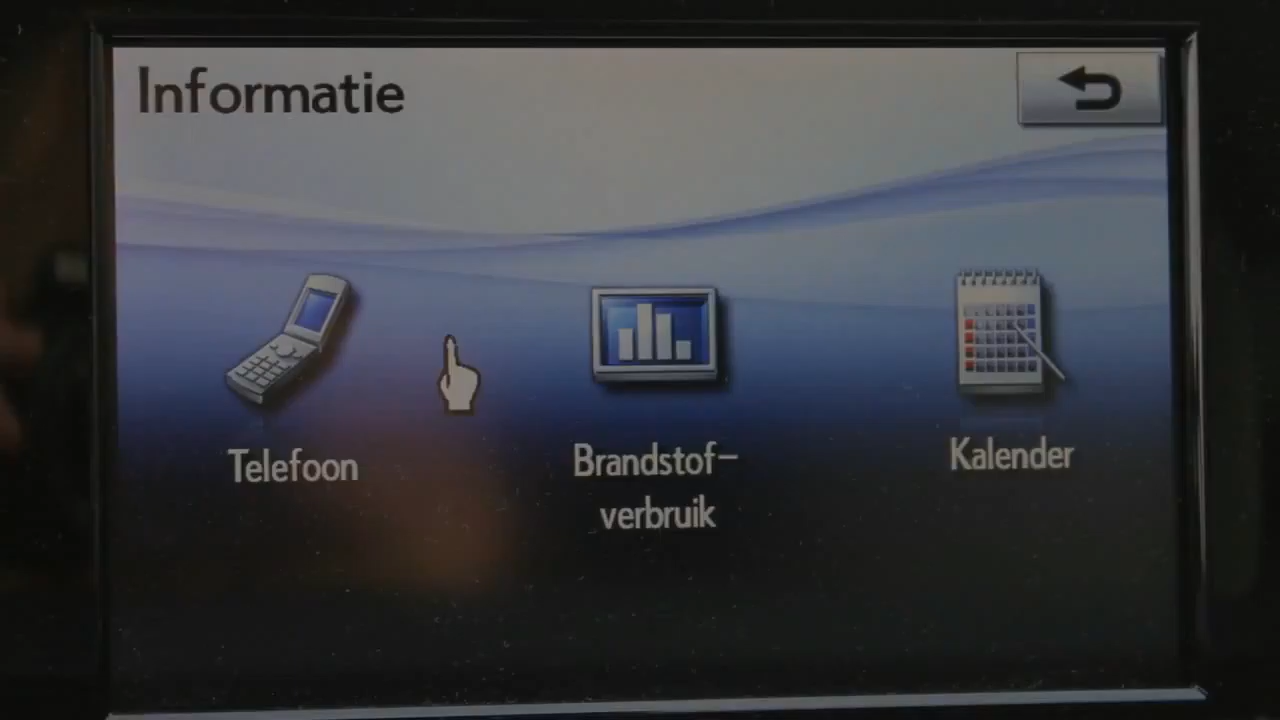 Informatie
Telefoon
Brandstof-
verbruik
Kalender